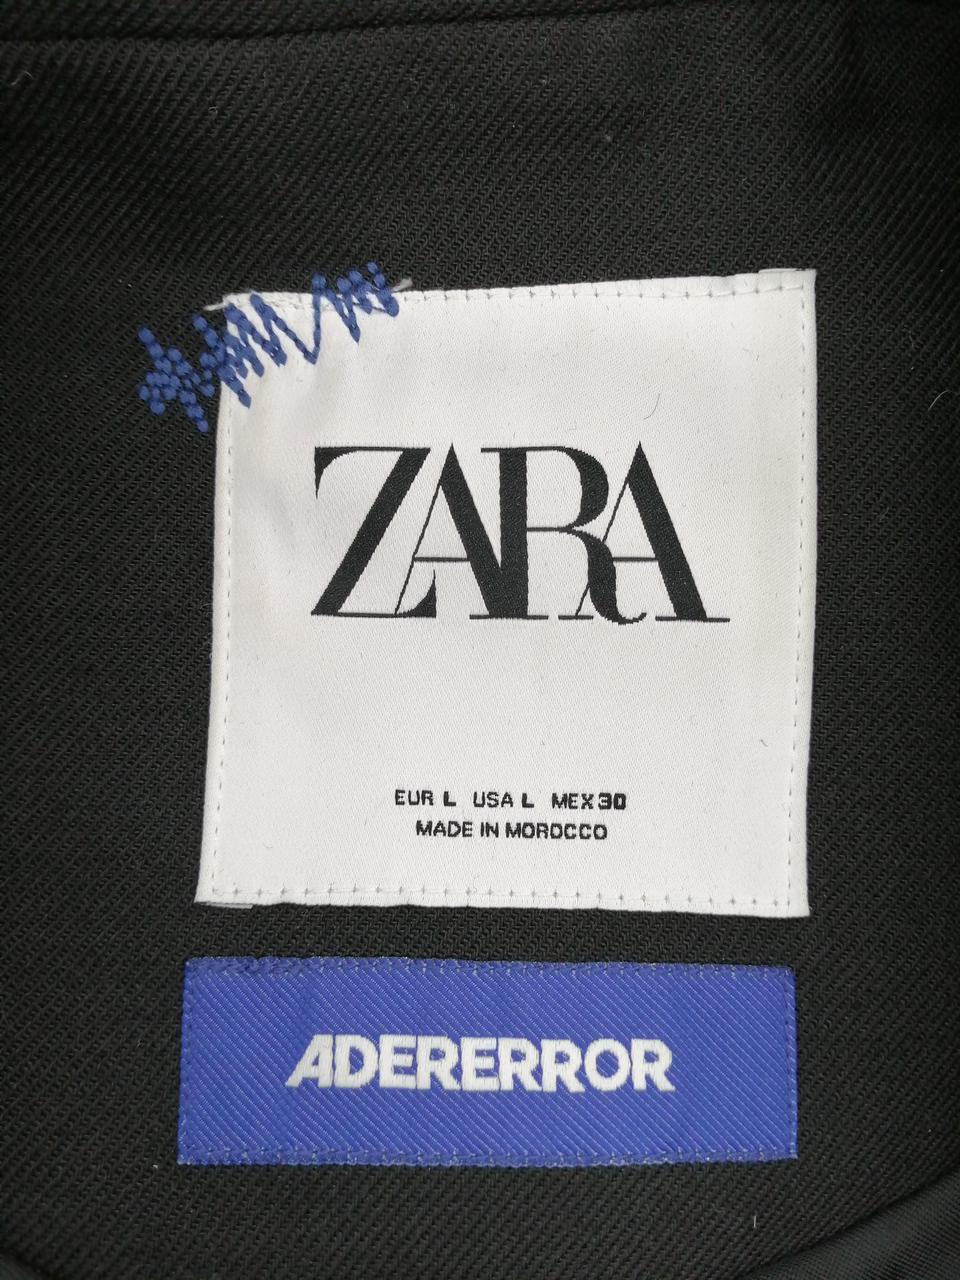 ZARA
EUR L USA L MEX 30
MADE IN MOROCCO
ADERERROR